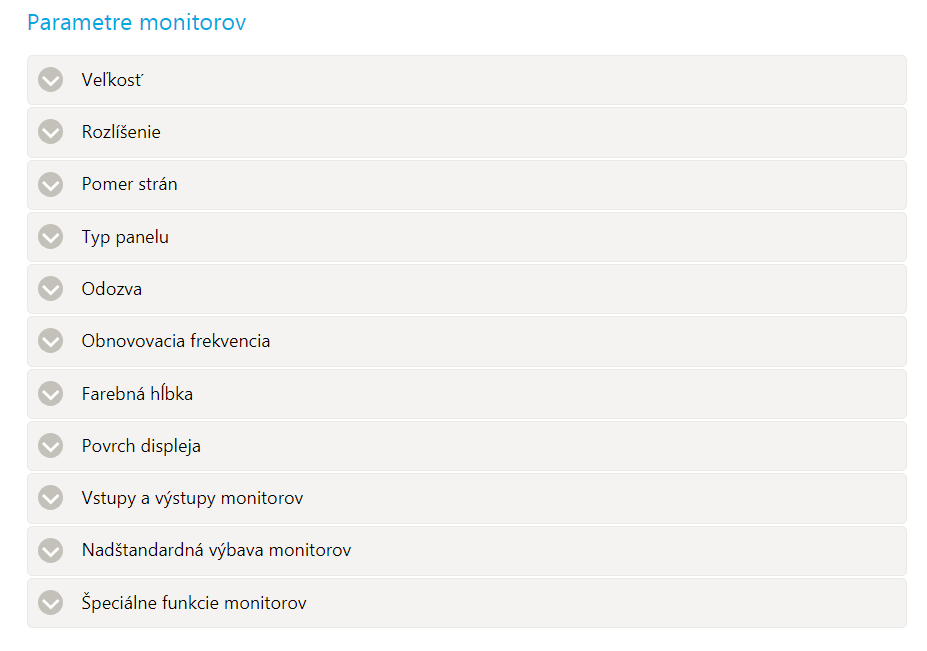 Parametre monitorov
Veľkosť
Rozlíšenie
Pomer strán
Typ panelu
Odozva
Obnovovacia frekvencia
Farebná hĺbka
Povrch displeja
Vstupy a výstupy monitorov
Nadštandardná výbava monitorov
Špeciálne funkcie monitorov